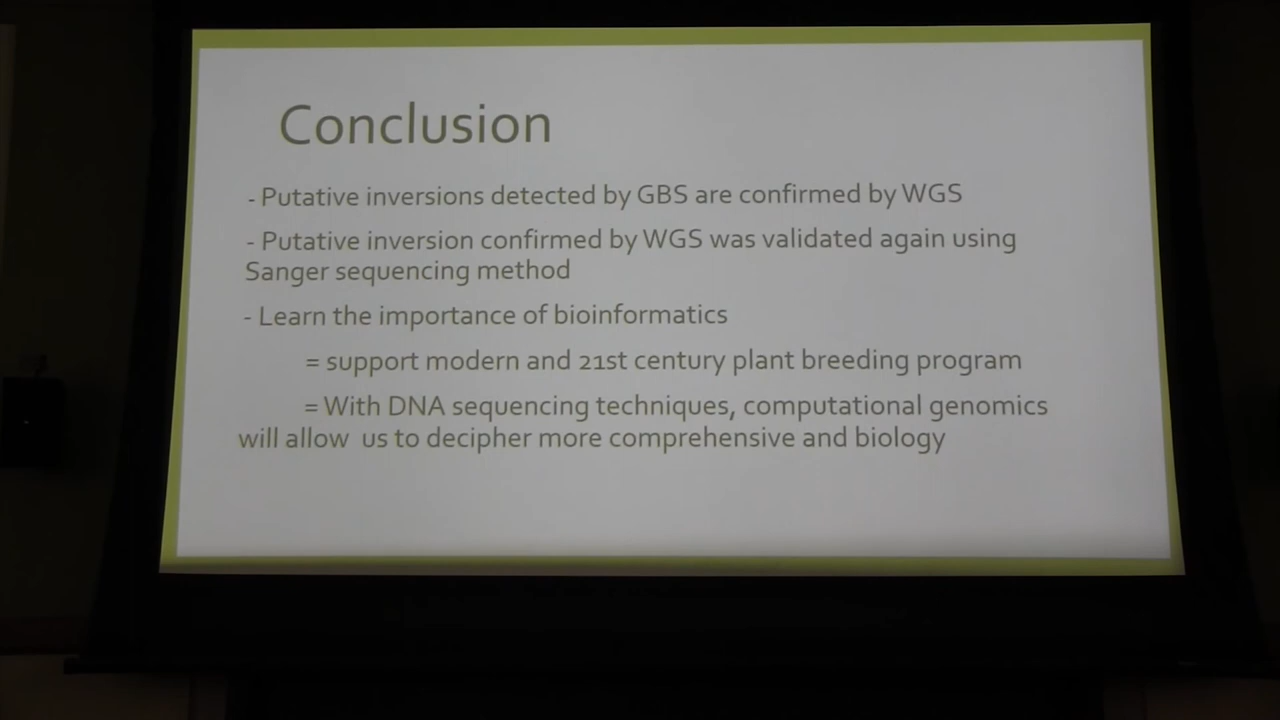 Conclusion
- Putative inversions detected by GBS are confirmed by WGS
- Putative inversion confirmed by WGS was validated again using
Sanger sequencing method
- Learn the importance of bioinformatics
= support modern and 21st century plant breeding program
= With DNA sequencing techniques, computational genomics
will allow us to decipher more comprehensive and biology